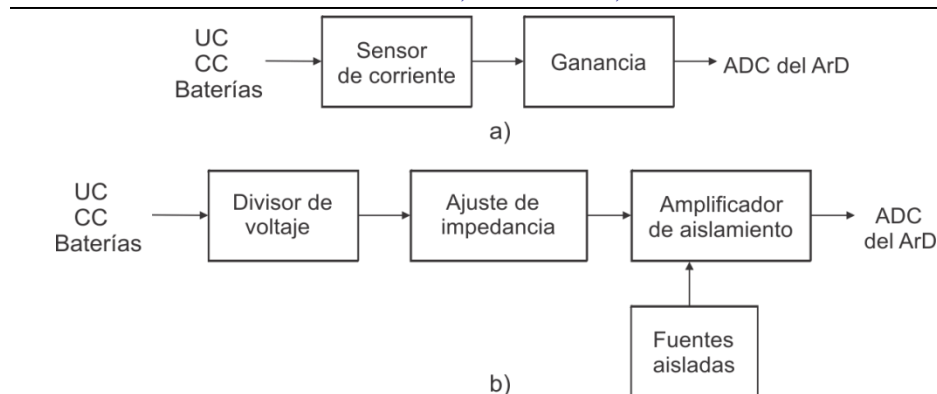 UC
CC
Baterías
Sensor
de corriente
Ganancia
ADC del ArD
a)
UC
CC
Baterías
Divisor de
voltaje
Ajuste de
impedancia
Amplificador
de aislamiento
ADC
del ArD
Fuentes
aisladas
b)